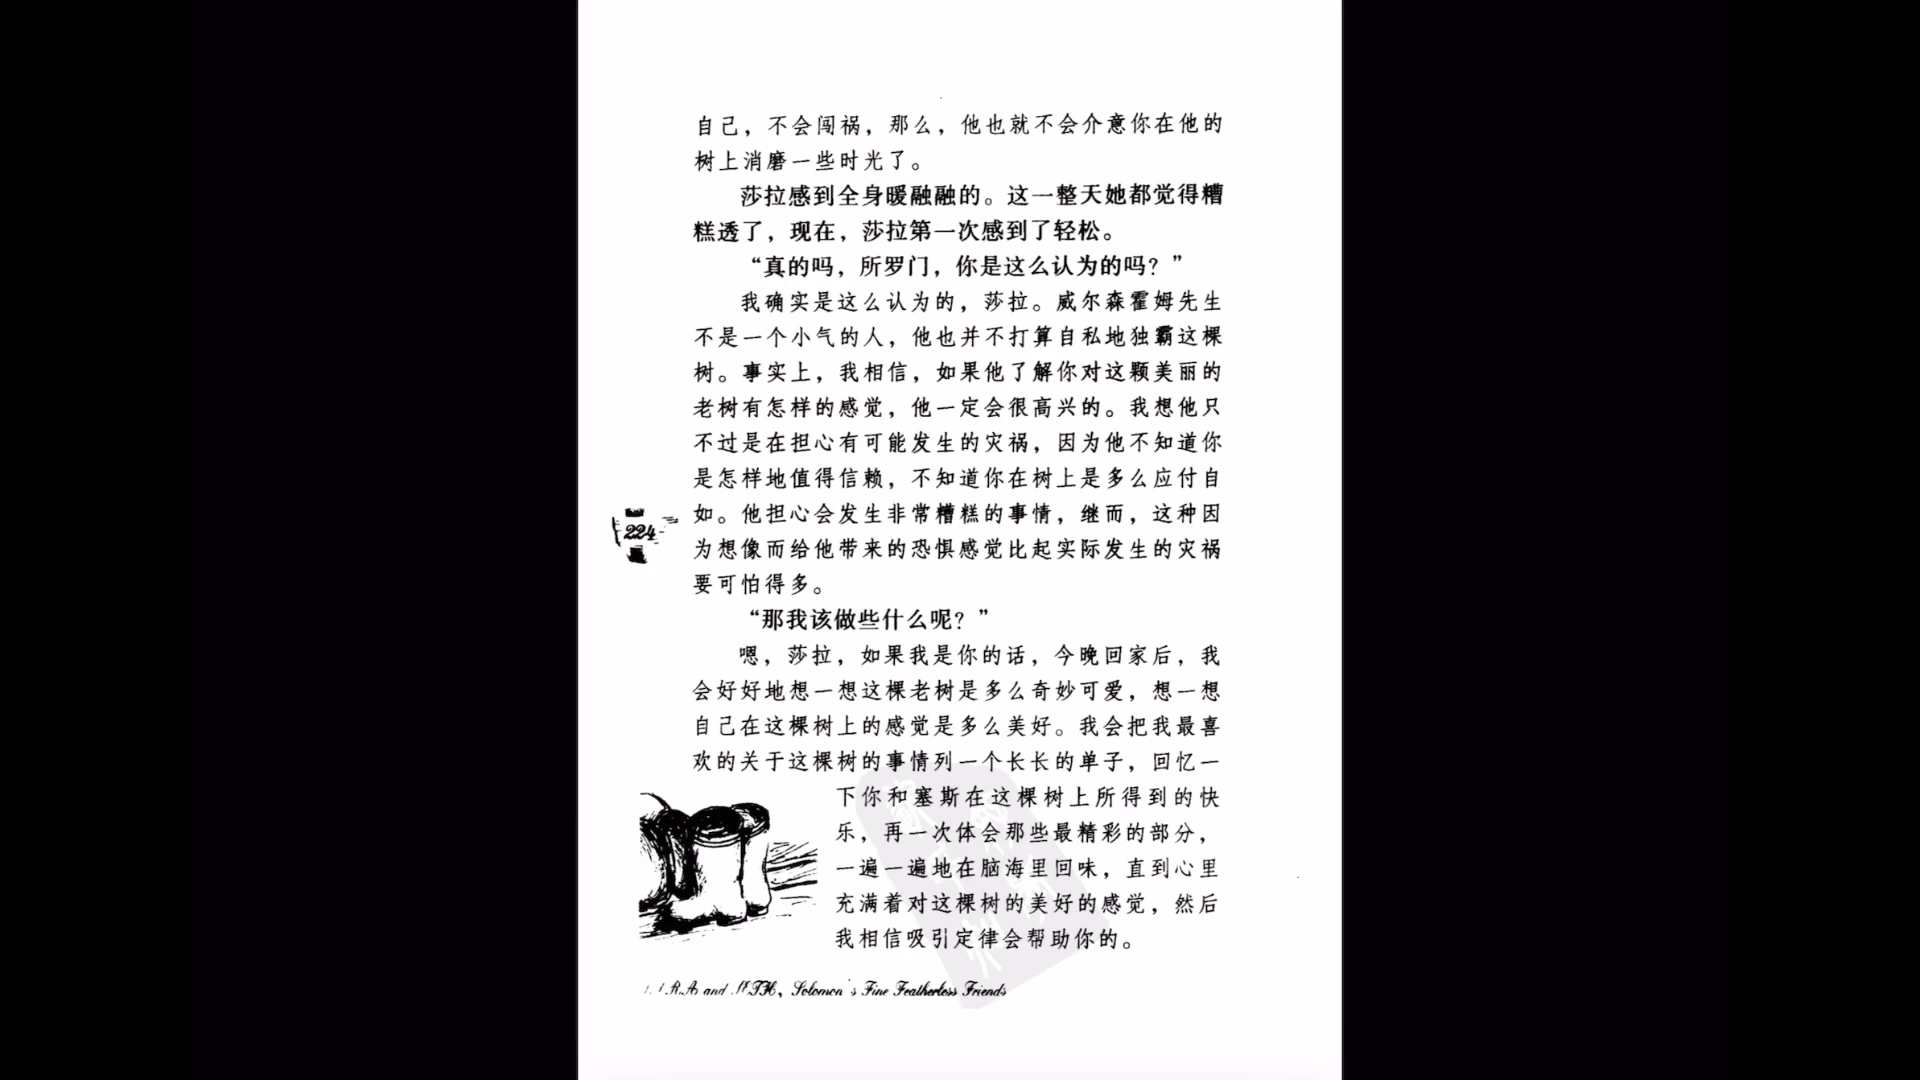 自己，不会闯祸，那么，他也就不会介意你在他的
树上消磨一些时光了。
莎拉感到全身暖融融的。这一整天她都觉得糟
糕透了，现在，莎拉第一次感到了轻松。
“真的吗，所罗门，你是这么认为的吗？”
我确实是这么认为的，莎拉。威尔森霍姆先生
不是一个小气的人，他也并不打算自私地独霸这棵
树。事实上，我相信，如果他了解你对这颗美丽的
老树有怎样的感觉，他一定会很高兴的。我想他只
不过是在担心有可能发生的灾祸，因为他不知道你
是怎样地值得信赖，不知道你在树上是多么应付自
如。他担心会发生非常糟糕的事情，继而，这种因
为想像而给他带来的恐惧感觉比起实际发生的灾祸
要可怕得多。
224
“那我该做些什么呢？”
嗯，莎拉，如果我是你的话，今晚回家后，我
会好好地想一想这棵老树是多么奇妙可爱，想一想
自己在这棵树上的感觉是多么美好。我会把我最喜
欢的关于这棵树的事情列一个长长的单子，回忆一
下你和塞斯在这棵树上所得到的快
乐，再一次体会那些最精彩的部分，
一遍一遍地在脑海里回味，直到心里
充满着对这棵树的美好的感觉，然后
我相信吸引定律会帮助你的。
and Solomon's Fine Featherless Friends